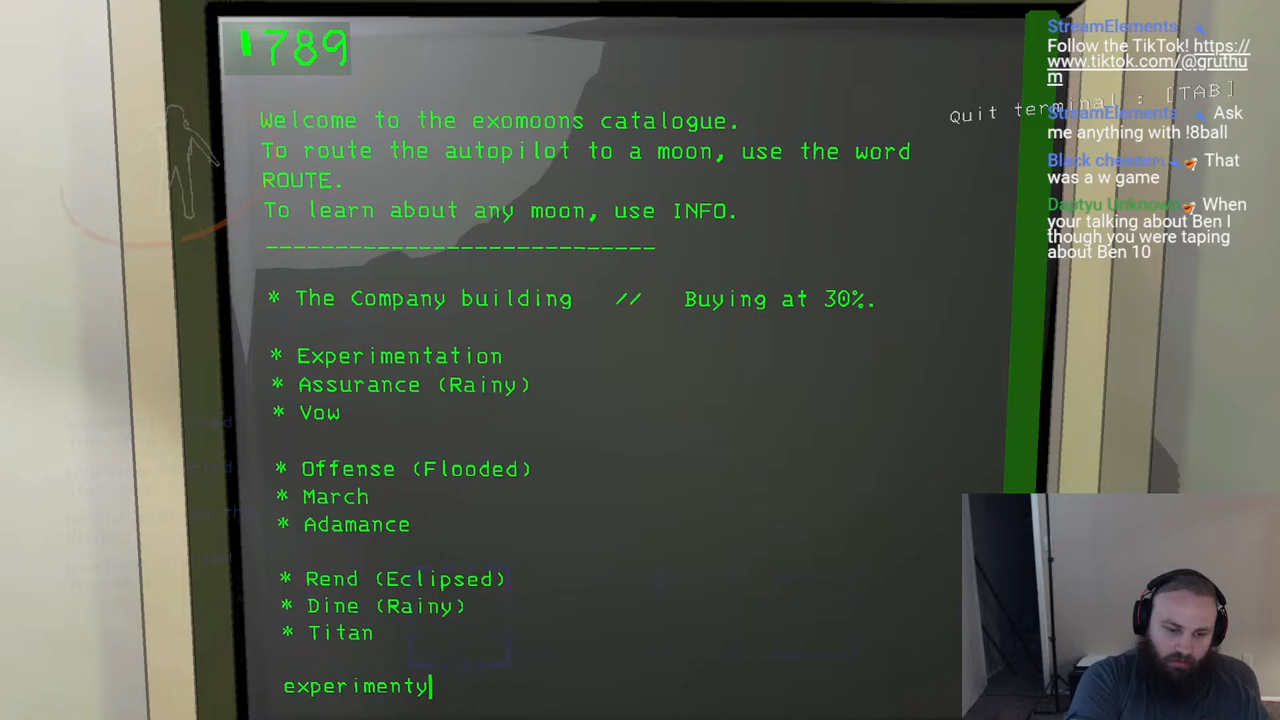 789
Welcome to the exomoons catalogue.
To route the autopilot to a moon, use the word
ROUTE.
To learn about any moon, use INFO.
____________________________
* The Company building // Buying at 30%.
* Experimentation
* Assurance (Rainy)
* Vow
* Offense (Flooded)
* March
* Adamance
* Rend (Eclipsed)
* Dine (Rainy)
* Titan
experimenty
Quit terminal : [TAB]
StreamElements
Follow the TikTok! https://
www.tiktok.com/@gruthu
m
StreamElements Ask
me anything with !8ball
Black cheese That
was a w game
Daptyu Unknown When
your talking about Ben I
though you were taping
about Ben 10